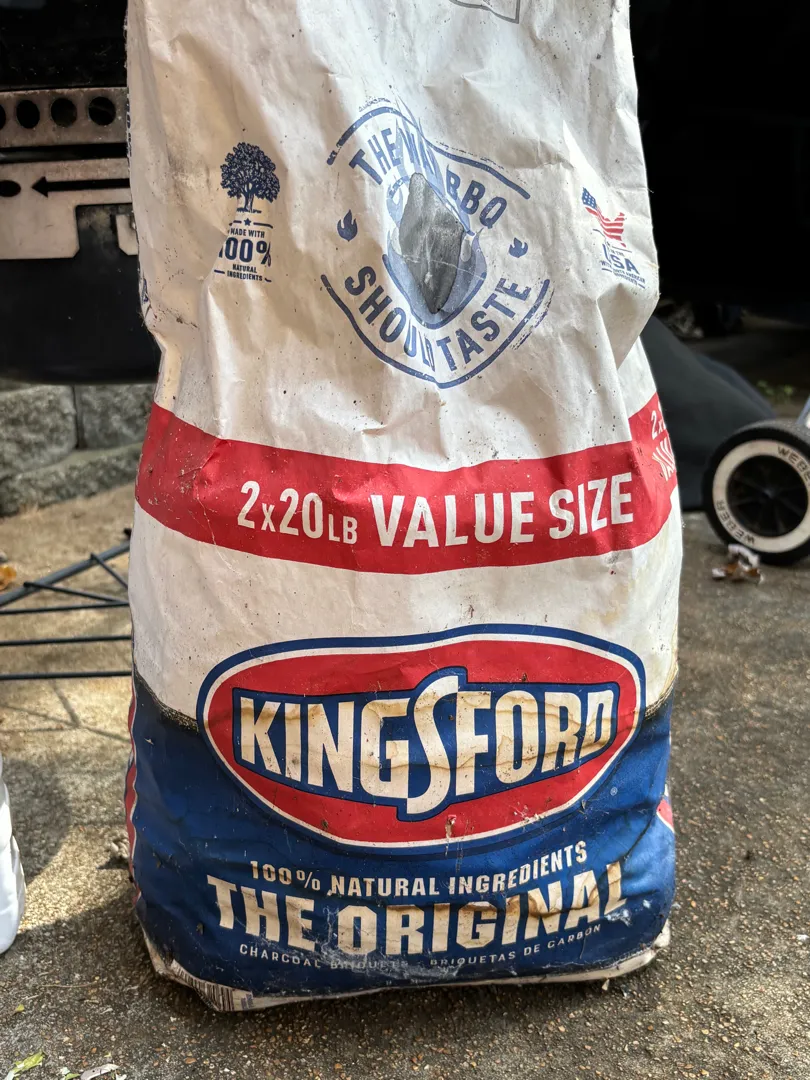 THE WAY BBQ
SHOULD TASTE
MADE WITH
100%
NATURAL
INGREDIENTS
USA
2x20LB VALUE SIZE
KINGSFORD
®
100% NATURAL INGREDIENTS
THE ORIGINAL
CHARCOAL BRIQUETS BRIQUETAS DE CARBON
WEBER